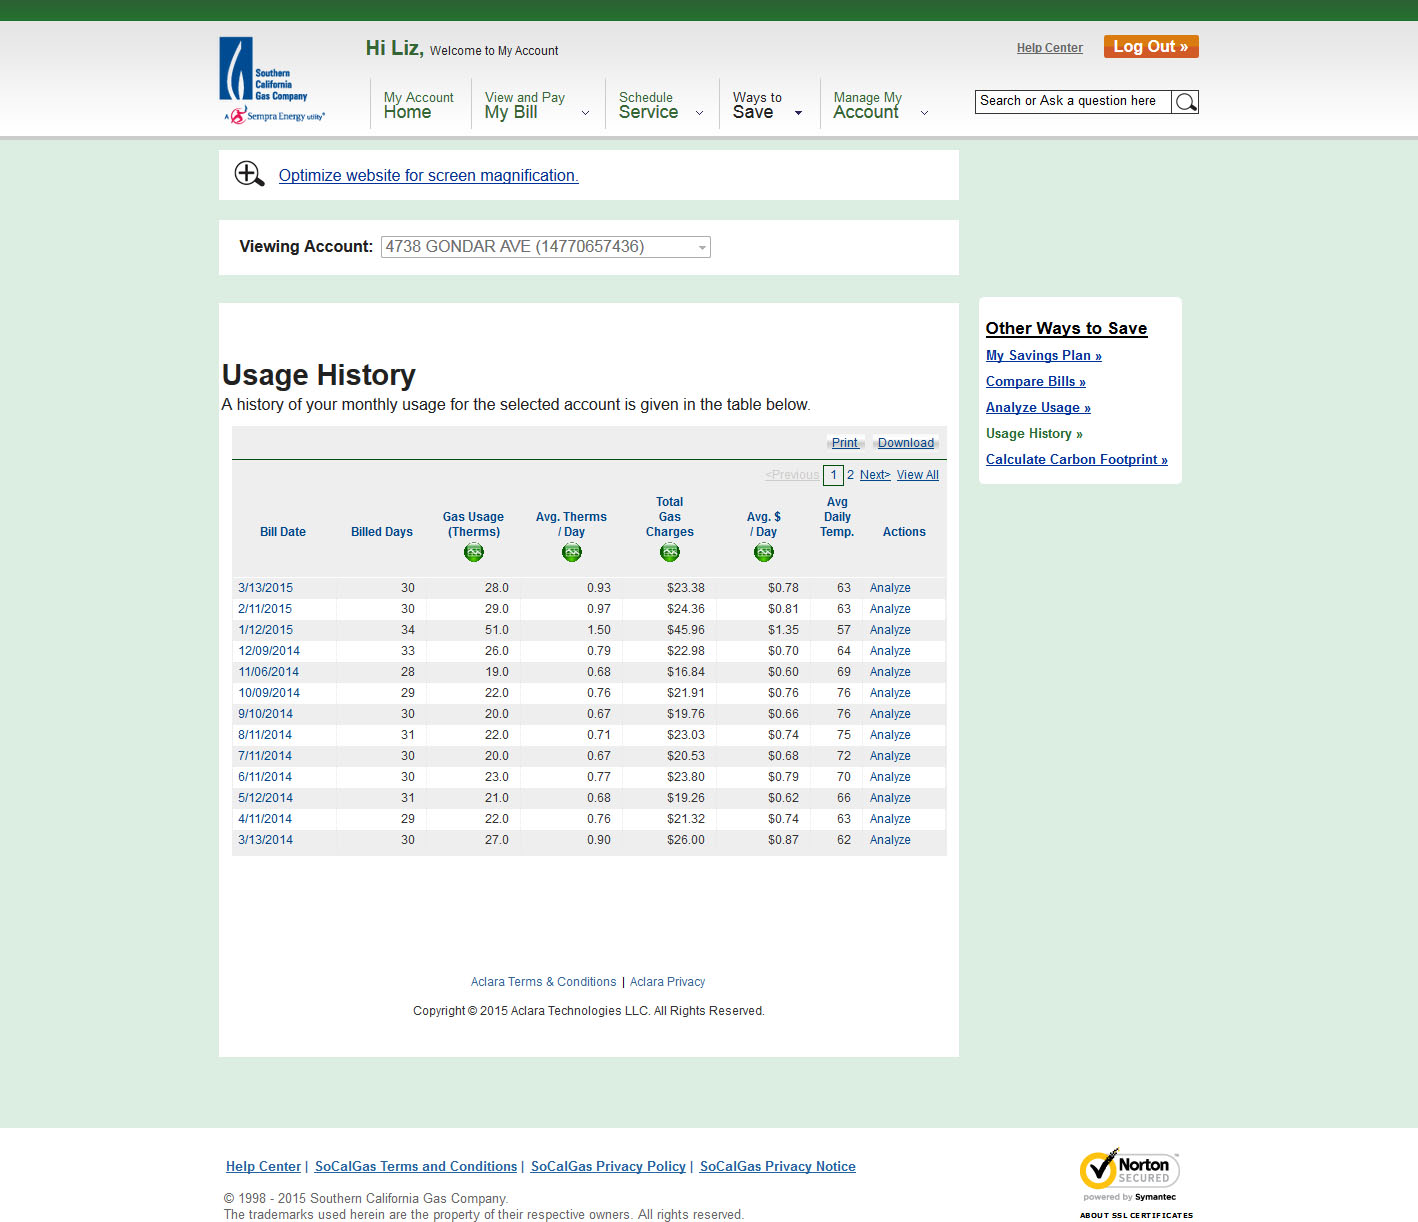 Southern
California
Gas Company
A Sempra Energy utility
Hi Liz, Welcome to My Account
Help Center
Log Out »
My Account
Home
View and Pay
My Bill
Schedule
Service
Ways to
Save
Manage My
Account
Search or Ask a question here
Optimize website for screen magnification.
Viewing Account: 4738 GONDAR AVE (14770657436)
Usage History
A history of your monthly usage for the selected account is given in the table below.
Print Download
<Previous 1 2 Next> View All
Bill Date Billed Days Gas Usage (Therms) Avg. Therms / Day Total Gas Charges Avg. $ / Day Avg Daily Temp. Actions
3/13/2015 30 28.0 0.93 $23.38 $0.78 63 Analyze
2/11/2015 30 29.0 0.97 $24.36 $0.81 63 Analyze
1/12/2015 34 51.0 1.50 $45.96 $1.35 57 Analyze
12/09/2014 33 26.0 0.79 $22.98 $0.70 64 Analyze
11/06/2014 28 19.0 0.68 $16.84 $0.60 69 Analyze
10/09/2014 29 22.0 0.76 $21.91 $0.76 76 Analyze
9/10/2014 30 20.0 0.67 $19.76 $0.66 76 Analyze
8/11/2014 31 22.0 0.71 $23.03 $0.74 75 Analyze
7/11/2014 30 20.0 0.67 $20.53 $0.68 72 Analyze
6/11/2014 30 23.0 0.77 $23.80 $0.79 70 Analyze
5/12/2014 31 21.0 0.68 $19.26 $0.62 66 Analyze
4/11/2014 29 22.0 0.76 $21.32 $0.74 63 Analyze
3/13/2014 30 27.0 0.90 $26.00 $0.87 62 Analyze
Other Ways to Save
My Savings Plan »
Compare Bills »
Analyze Usage »
Usage History »
Calculate Carbon Footprint »
Aclara Terms & Conditions | Aclara Privacy
Copyright © 2015 Aclara Technologies LLC. All Rights Reserved.
Help Center | SoCalGas Terms and Conditions | SoCalGas Privacy Policy | SoCalGas Privacy Notice
© 1998 - 2015 Southern California Gas Company.
The trademarks used herein are the property of their respective owners. All rights reserved.
Norton
SECURED
powered by Symantec
ABOUT SSL CERTIFICATES